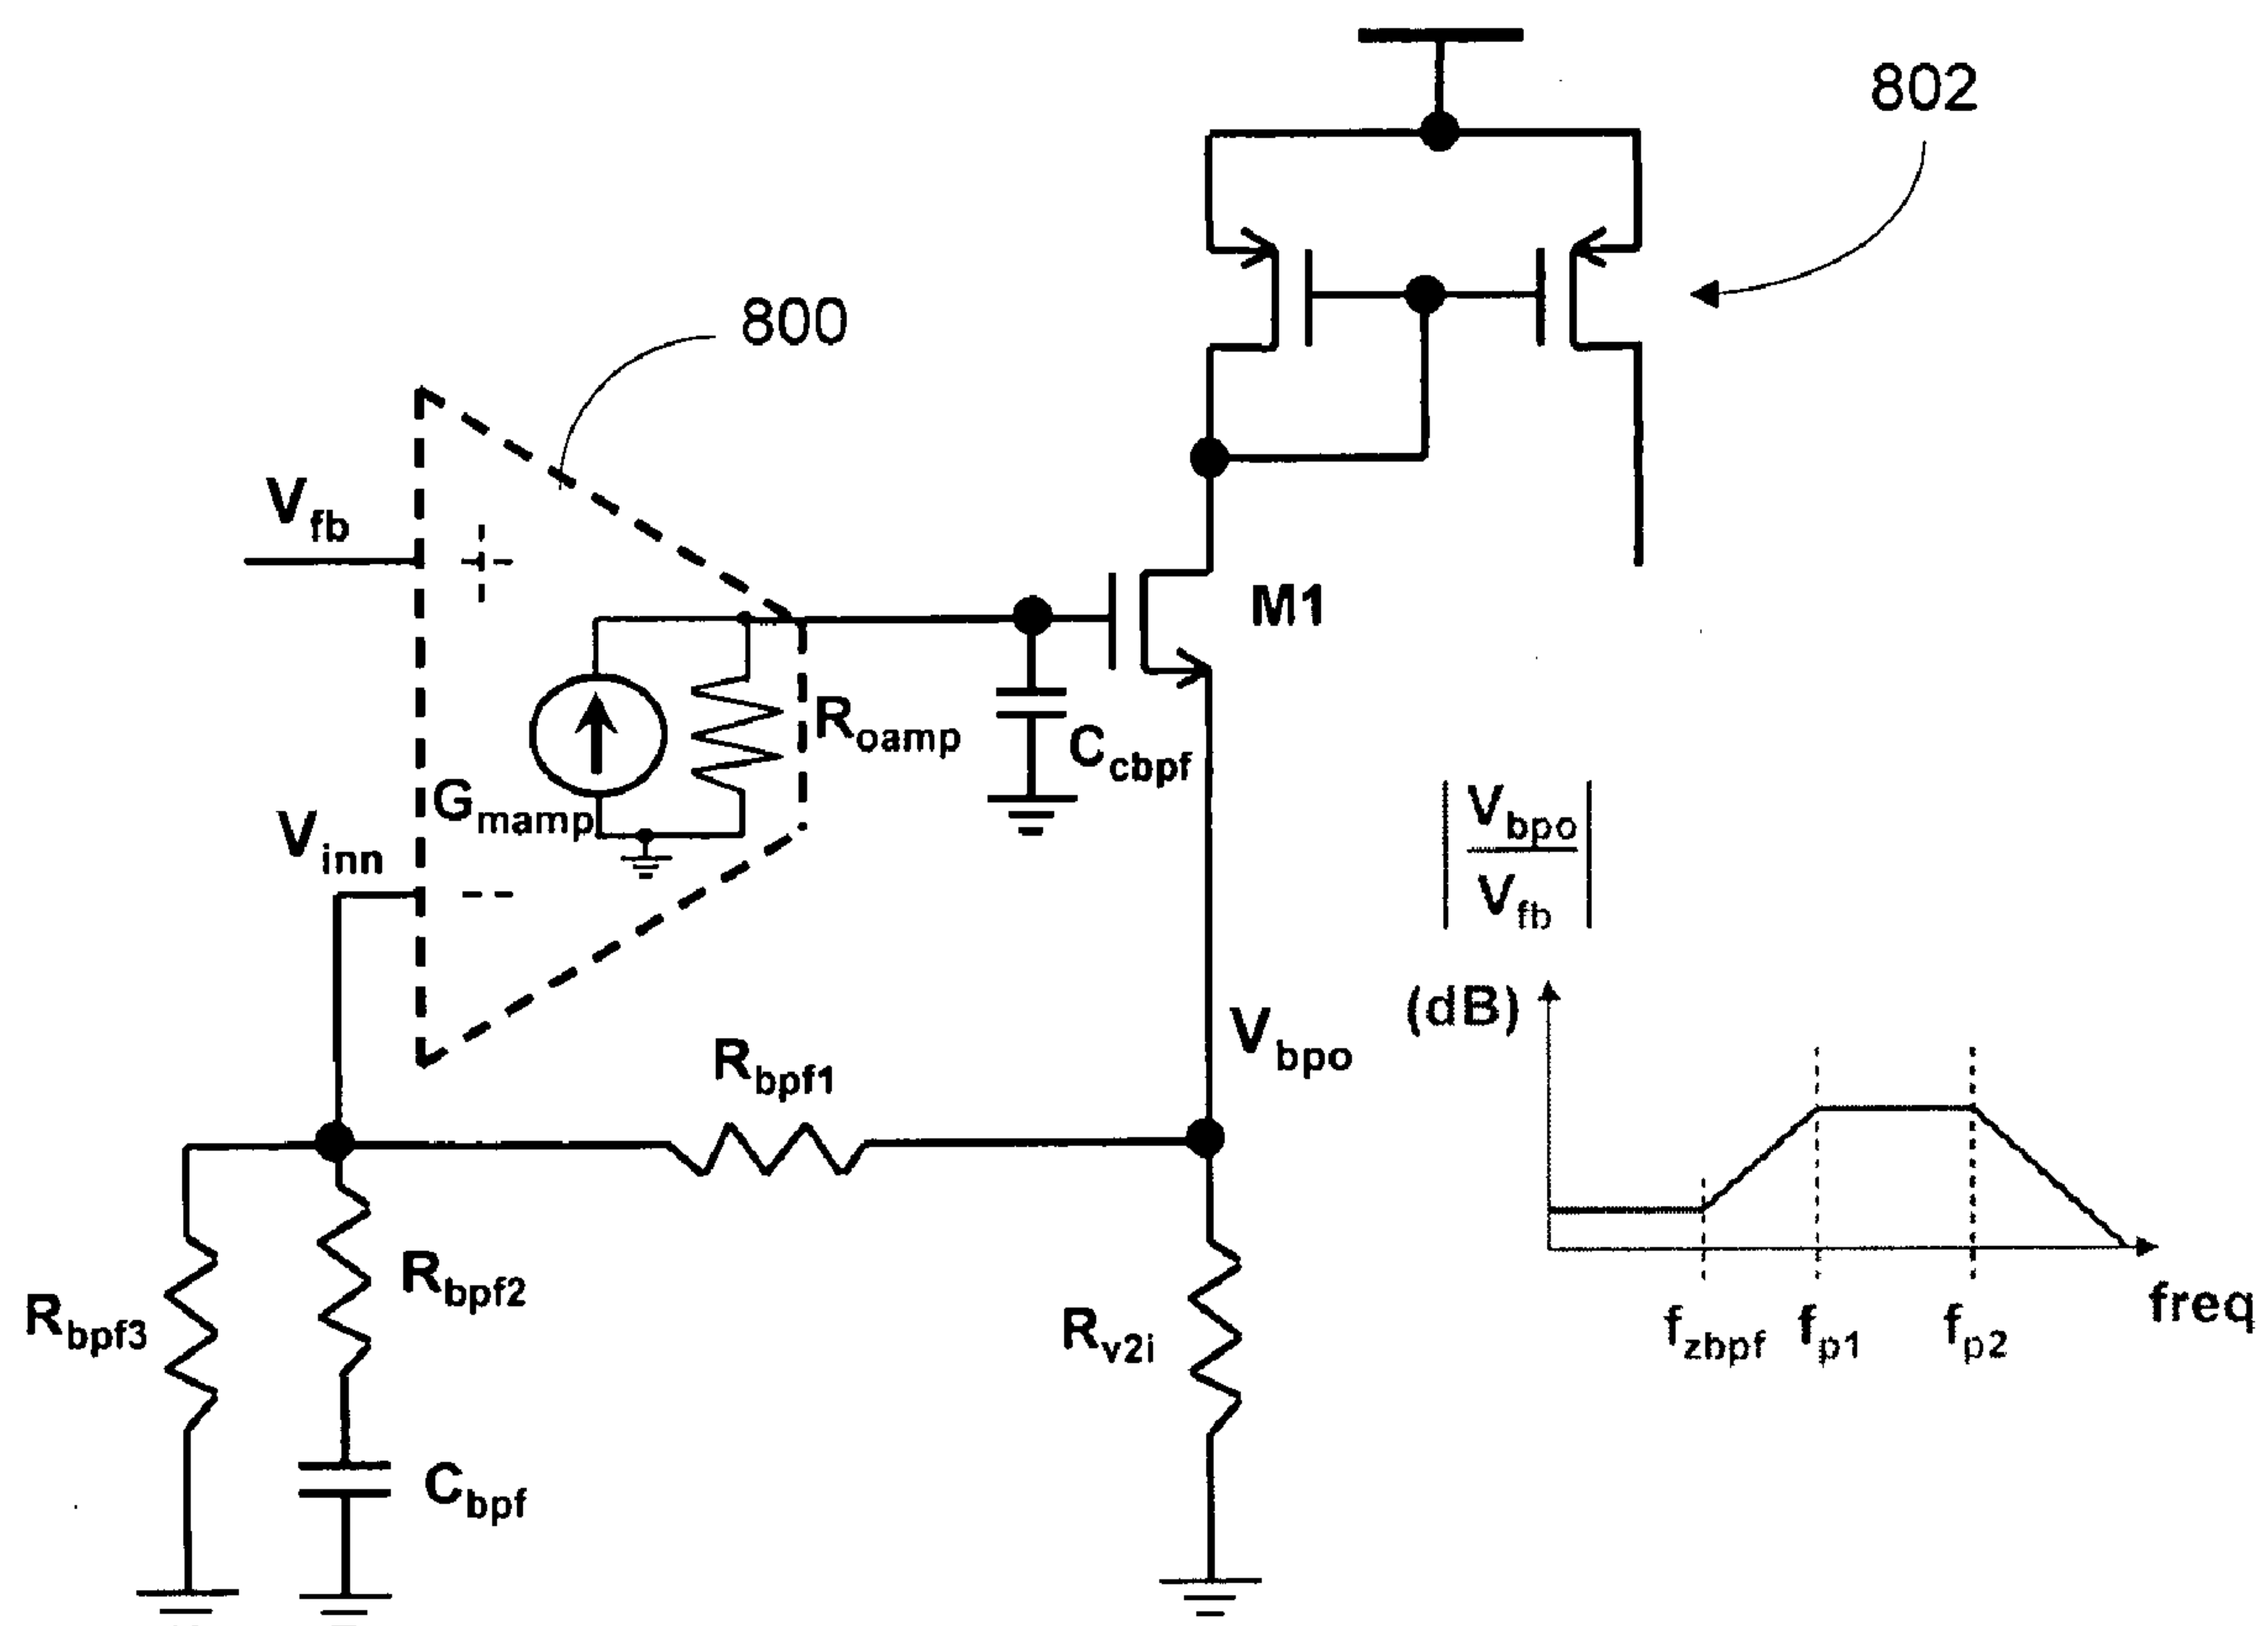 802
800
V_fb
M1
R_oamp
C_cbpf
G_mamp
V_inn
V_bpo
V_fb
(dB)
V_bpo
R_bpf1
R_bpf2
R_bpf3
R_v2i
f_zbpf f_p1 f_p2
freq
C_bpf